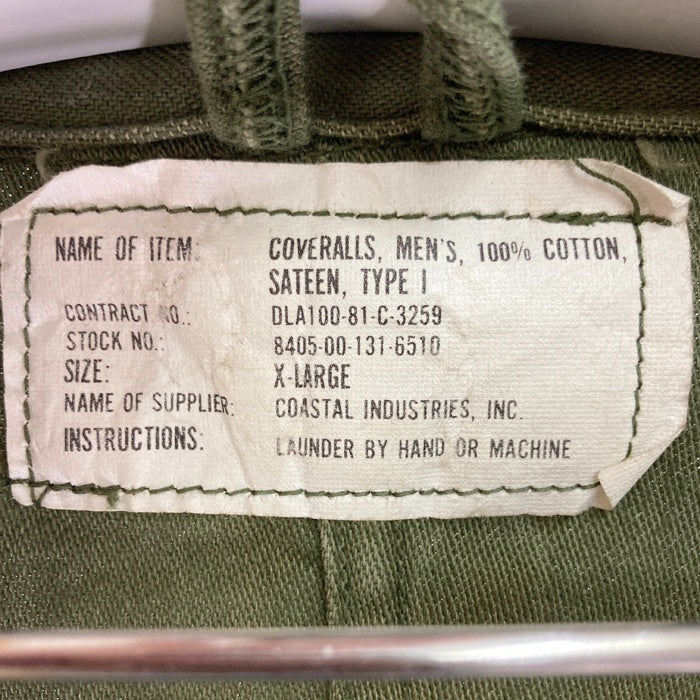 NAME OF ITEM: COVERALLS, MEN'S, 100% COTTON,
SATEEN, TYPE I
CONTRACT NO.: DLA100-81-C-3259
STOCK NO.: 8405-00-131-6510
SIZE: X-LARGE
NAME OF SUPPLIER: COASTAL INDUSTRIES, INC.
INSTRUCTIONS: LAUNDER BY HAND OR MACHINE